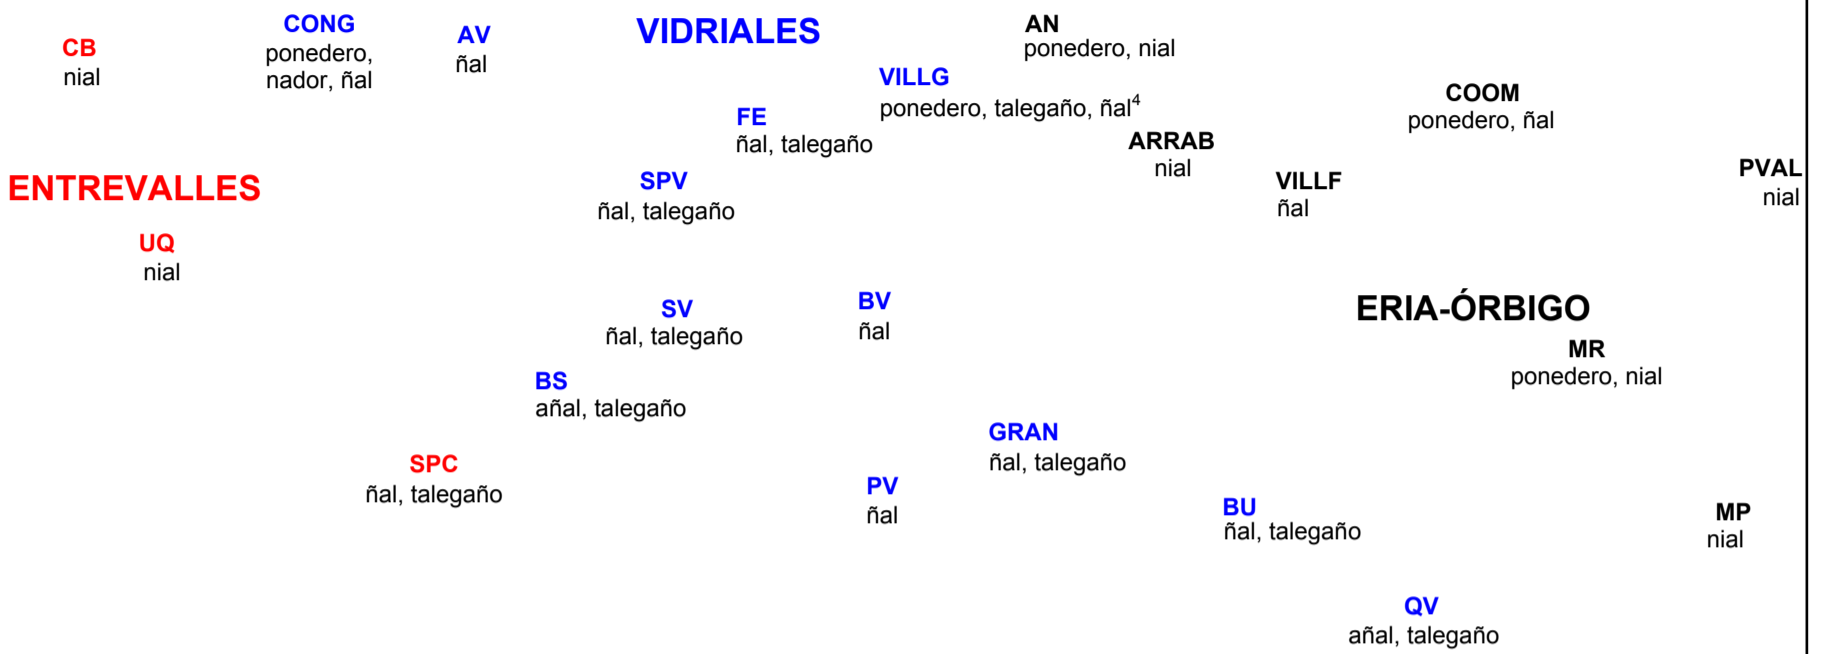 CONG
VIDRIALES
AN
AV
CB
ponedero,
ponedero, nial
nial
nador, ñal
ñal
VILLG
ponedero, talegaño, ñal⁴
COOM
ponedero, ñal
FE
ñal, talegaño
ARRAB
nial
PVAL
nial
ENTREVALLES
SPV
ñal, talegaño
VILLF
ñal
UQ
nial
SV
ñal, talegaño
BV
ñal
ERIA-ÓRBIGO
MR
ponedero, nial
BS
añal, talegaño
GRAN
ñal, talegaño
SPC
ñal, talegaño
PV
ñal
BU
ñal, talegaño
MP
nial
QV
añal, talegaño